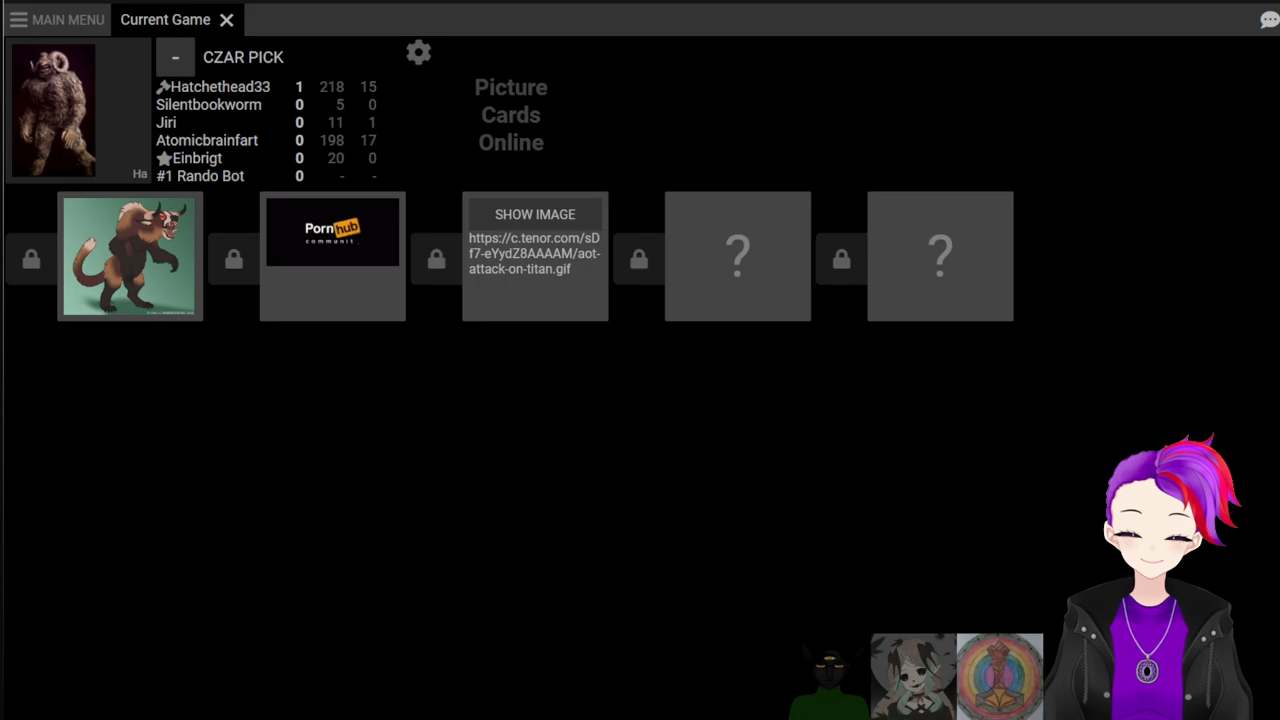 MAIN MENU
Current Game
- CZAR PICK
Hatchethead33 1 218 15
Silentbookworm 0 5 0
Jiri 0 11 1
Atomicbrainfart 0 198 17
Einbrigt 0 20 0
#1 Rando Bot 0 - -
Ha
Picture
Cards
Online
Pornhub
communit
SHOW IMAGE
https://c.tenor.com/sD
f7-eYydZ8AAAAM/aot-
attack-on-titan.gif
?
?